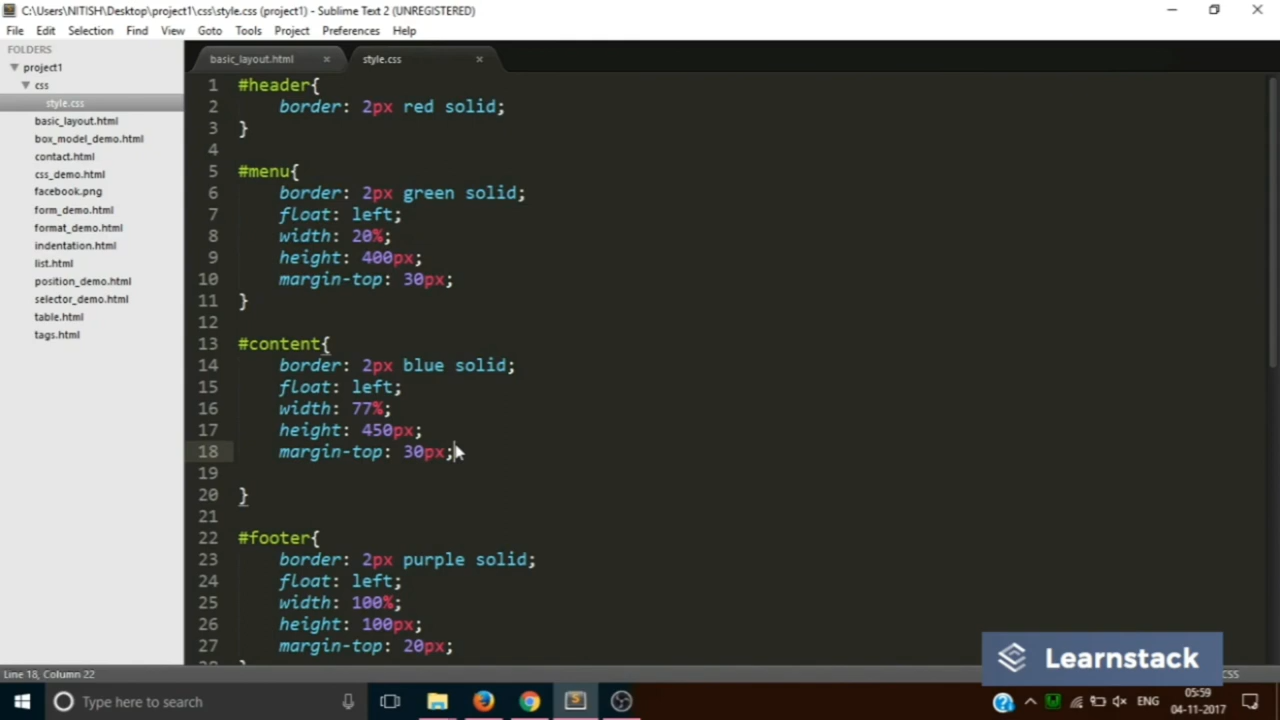 C:\Users\NITISH\Desktop\project1\css\style.css (project1) - Sublime Text 2 (UNREGISTERED)
File Edit Selection Find View Goto Tools Project Preferences Help
FOLDERS
project1
css
style.css
basic_layout.html
box_model_demo.html
contact.html
css_demo.html
facebook.png
form_demo.html
format_demo.html
indentation.html
list.html
position_demo.html
selector_demo.html
table.html
tags.html
basic_layout.html × style.css ×
1 #header{
2 border: 2px red solid;
3 }
4
5 #menu{
6 border: 2px green solid;
7 float: left;
8 width: 20%;
9 height: 400px;
10 margin-top: 30px;
11 }
12
13 #content{
14 border: 2px blue solid;
15 float: left;
16 width: 77%;
17 height: 450px;
18 margin-top: 30px;
19
20 }
21
22 #footer{
23 border: 2px purple solid;
24 float: left;
25 width: 100%;
26 height: 100px;
27 margin-top: 20px;
Learnstack
Line 18, Column 22
CSS
Type here to search
ENG
05:59
04-11-2017